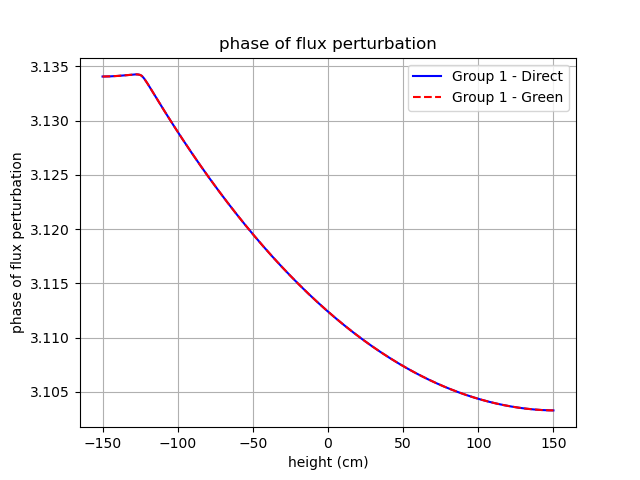 phase of flux perturbation
Group 1 - Direct
Group 1 - Green
phase of flux perturbation
3.135
3.130
3.125
3.120
3.115
3.110
3.105
−150
−100
−50
0
50
100
150
height (cm)